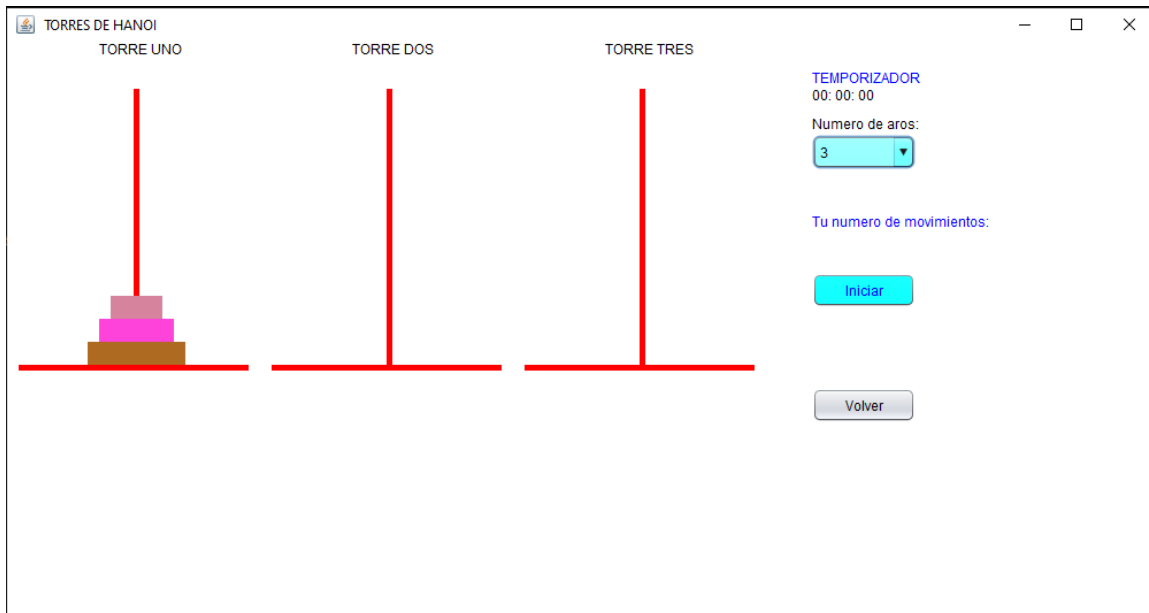 TORRES DE HANOI
TORRE UNO
TORRE DOS
TORRE TRES
TEMPORIZADOR
00: 00: 00
Numero de aros:
3
Tu numero de movimientos:
Iniciar
Volver